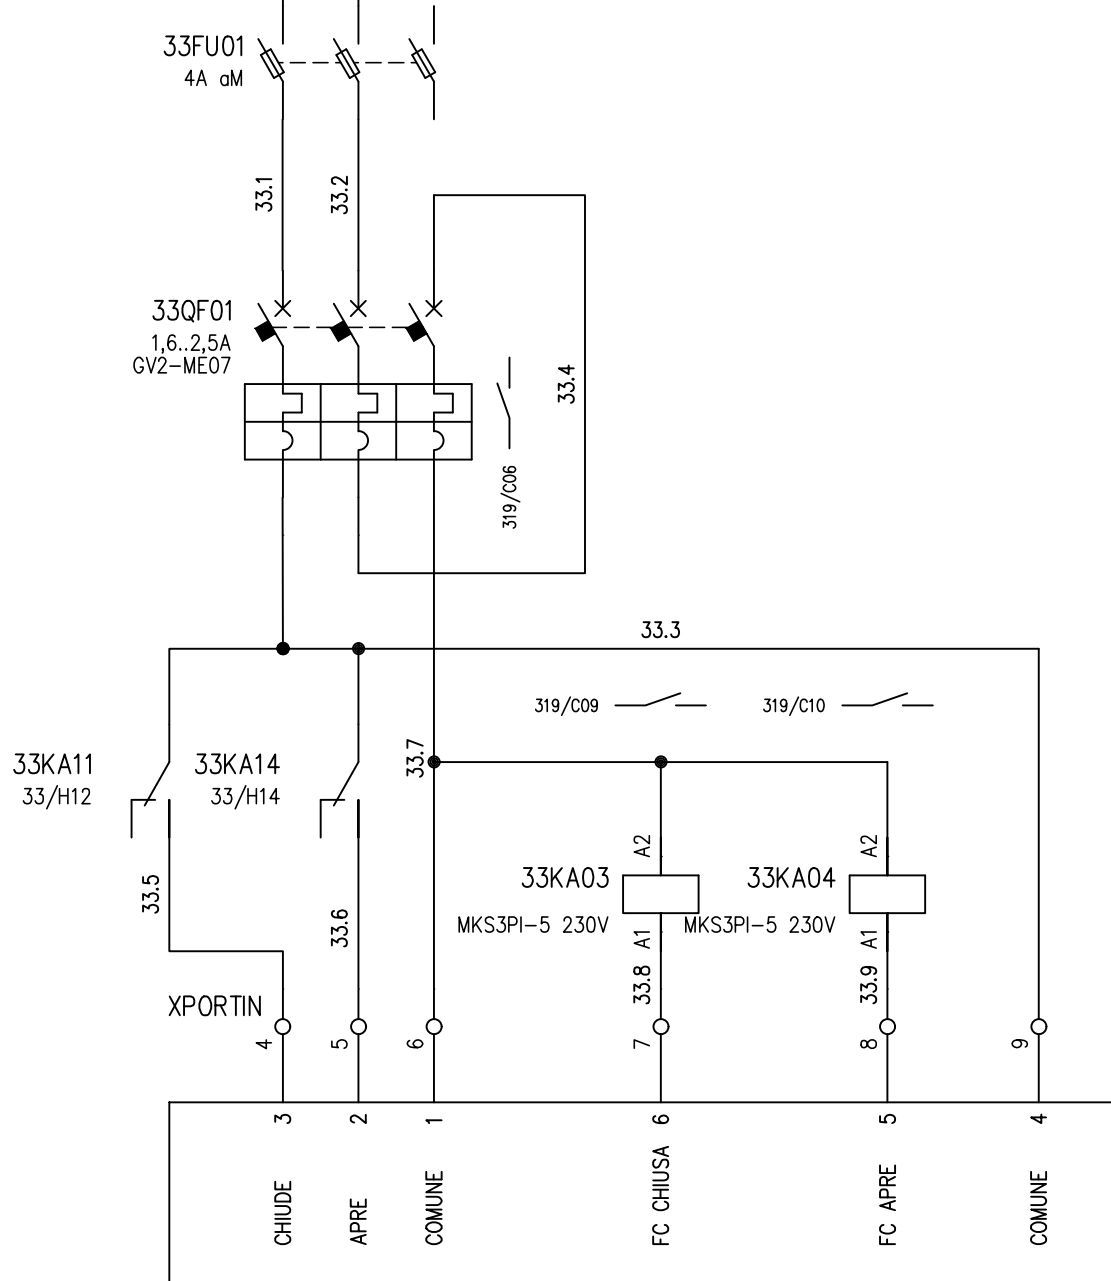 33FU01
4A aM
33.1
33.2
33QF01
1,6..2,5A
GV2-ME07
33.4
319/C06
33.3
319/C09
319/C10
33KA11
33/H12
33KA14
33/H14
33.7
A2
A2
33KA03
33KA04
MKS3PI-5 230V
MKS3PI-5 230V
33.5
33.6
A1
A1
33.8
33.9
XPORTIN
4
5
6
7
8
9
3
2
1
6
5
4
CHIUDE
APRE
COMUNE
FC CHIUSA
FC APRE
COMUNE